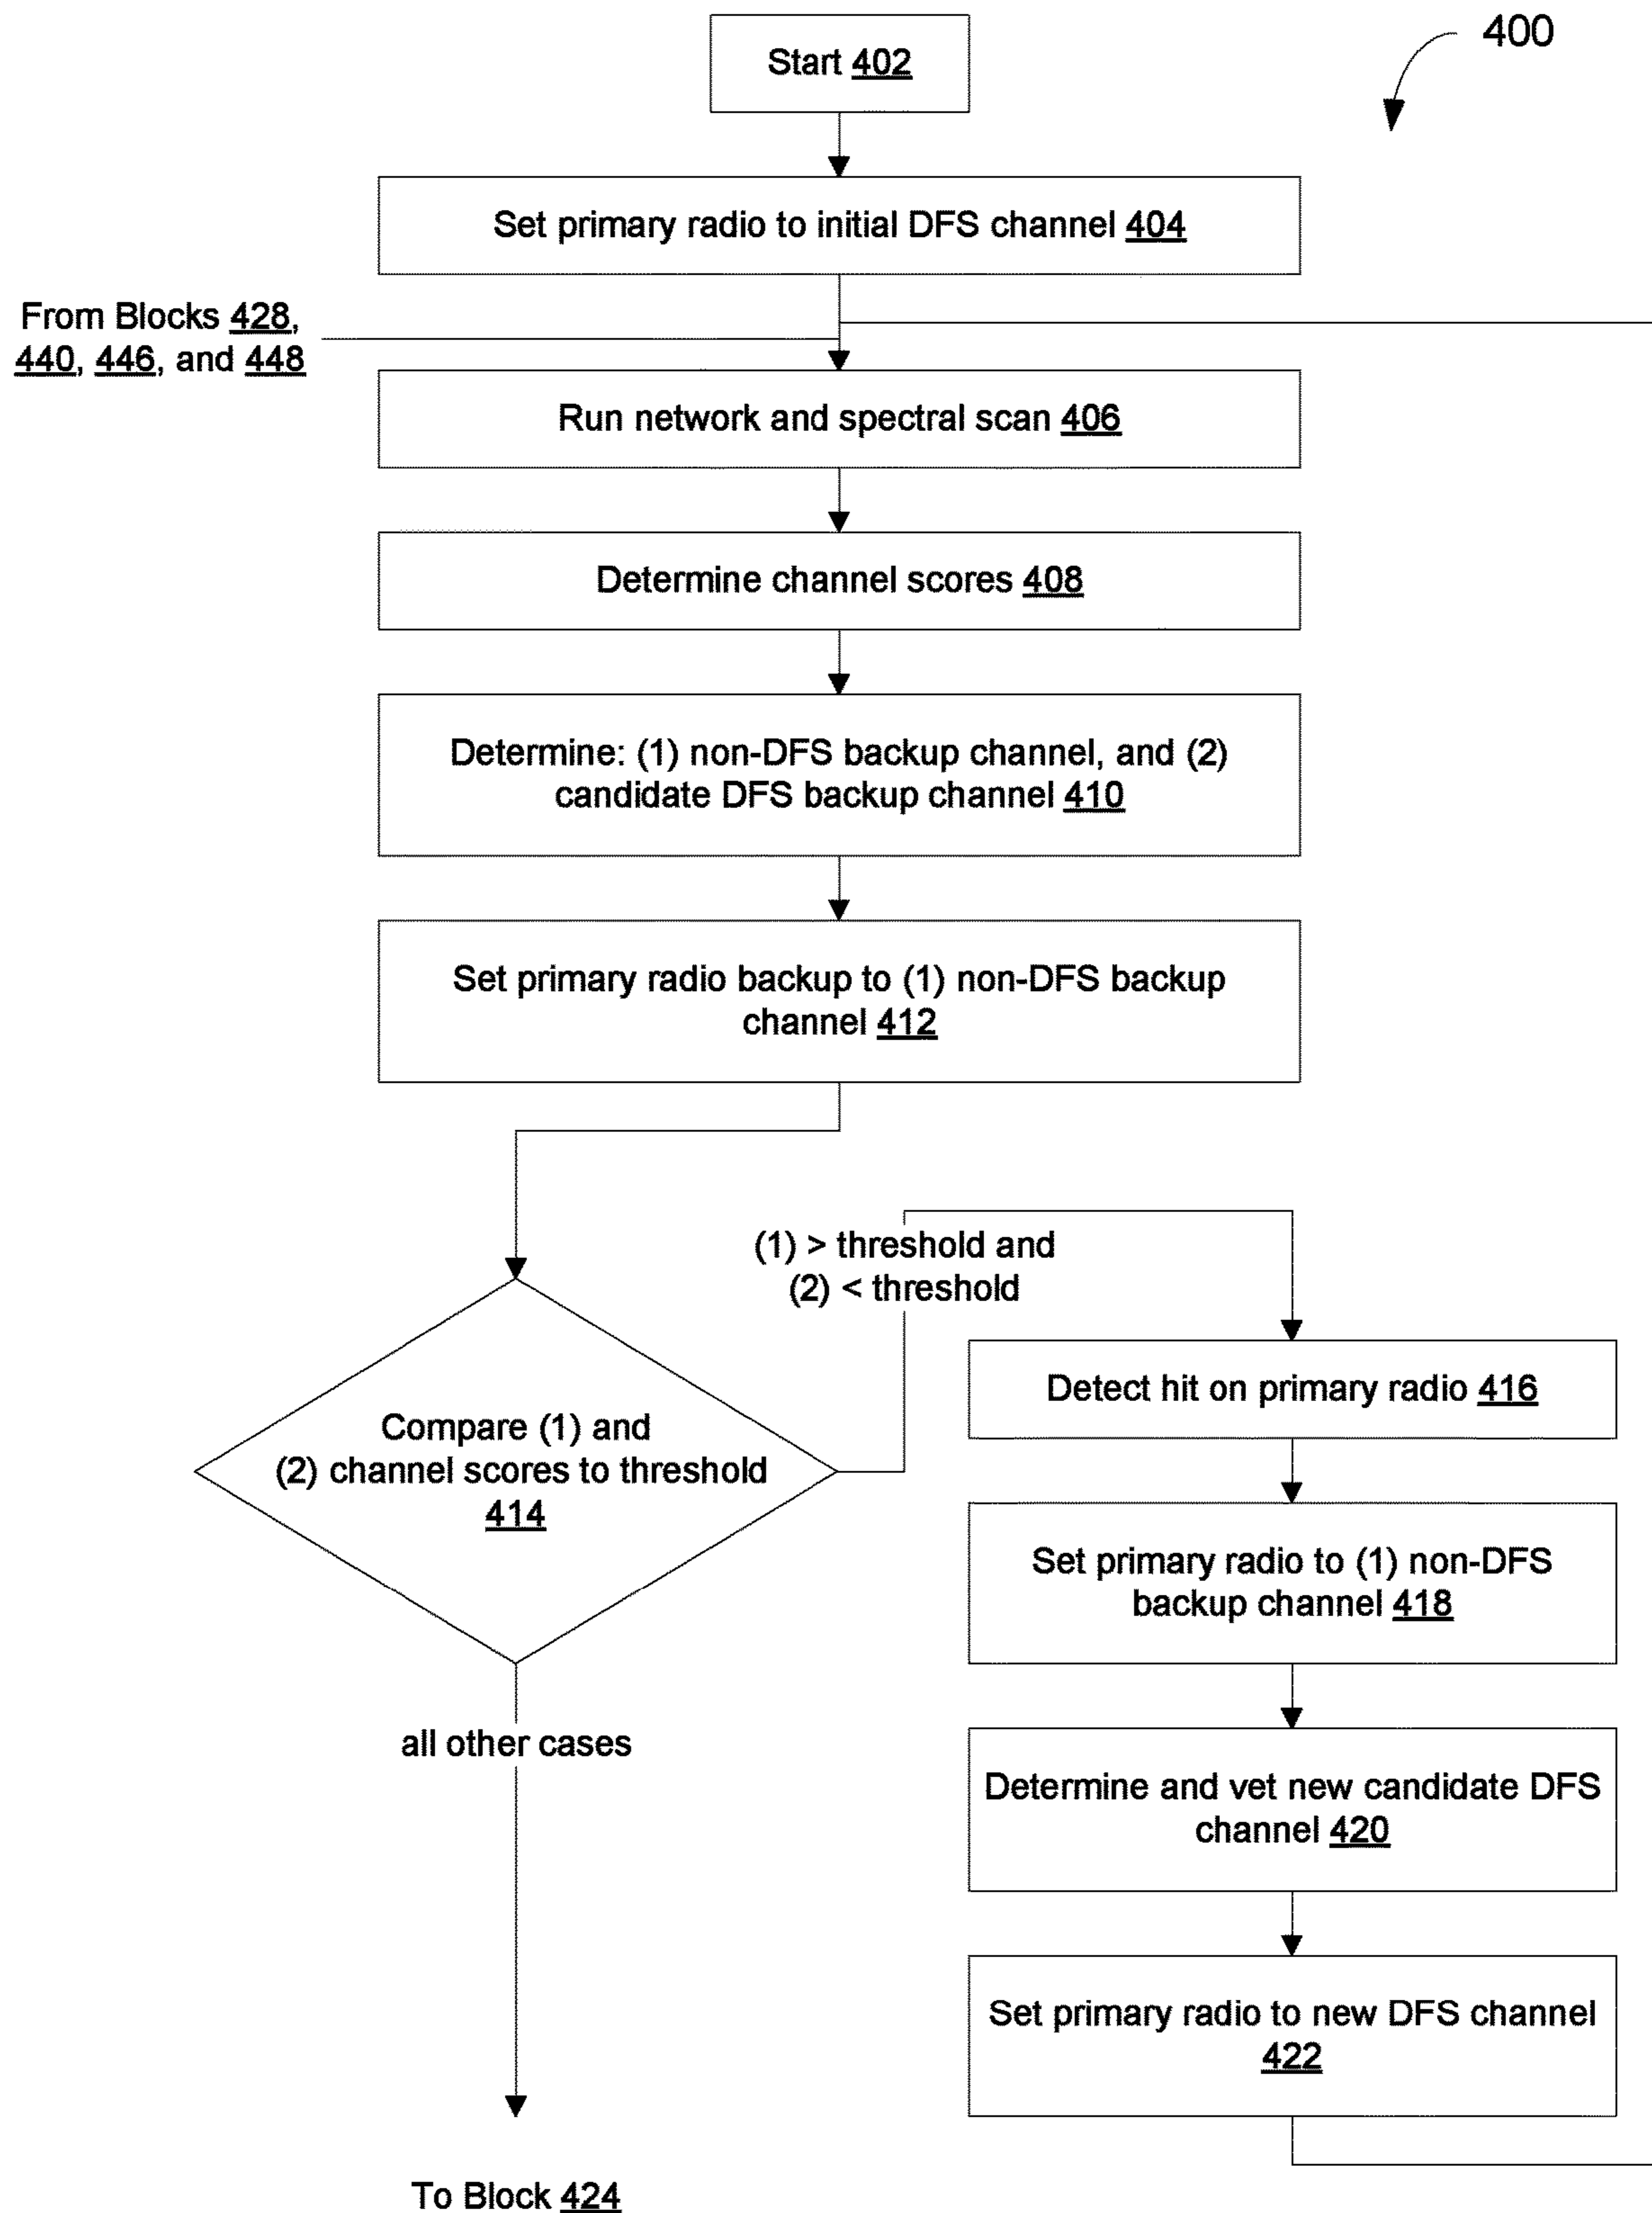 400
Start 402
Set primary radio to initial DFS channel 404
From Blocks 428,
440, 446, and 448
Run network and spectral scan 406
Determine channel scores 408
Determine: (1) non-DFS backup channel, and (2)
candidate DFS backup channel 410
Set primary radio backup to (1) non-DFS backup
channel 412
(1) > threshold and
(2) < threshold
Compare (1) and
(2) channel scores to threshold
414
Detect hit on primary radio 416
Set primary radio to (1) non-DFS
backup channel 418
all other cases
Determine and vet new candidate DFS
channel 420
Set primary radio to new DFS channel
422
To Block 424